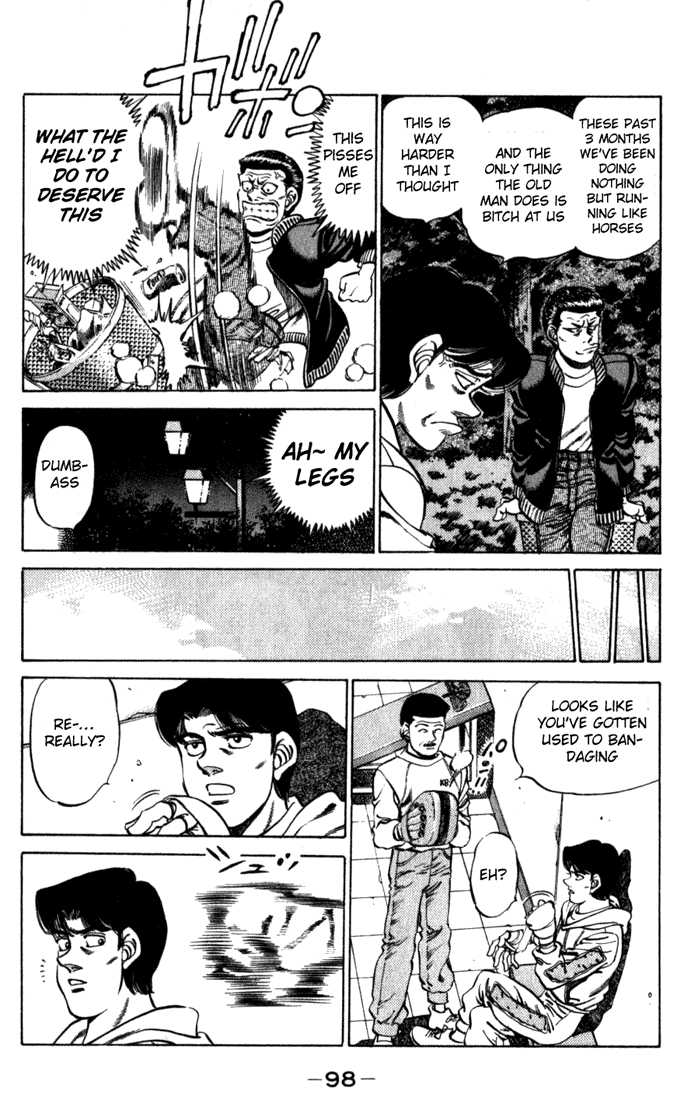 THESE PAST
3 MONTHS
WE'VE BEEN
DOING
NOTHING
BUT RUN-
NING LIKE
HORSES
AND THE
ONLY THING
THE OLD
MAN DOES IS
BITCH AT US
THIS IS
WAY
HARDER
THAN I
THOUGHT
ガボン
THIS
PISSES
ME
OFF
WHAT THE
HELL'D I
DO TO
DESERVE
THIS
AH~ MY
LEGS
DUMB-
ASS
LOOKS LIKE
YOU'VE GOTTEN
USED TO BAN-
DAGING
EH?
RE-...
REALLY?
-98-